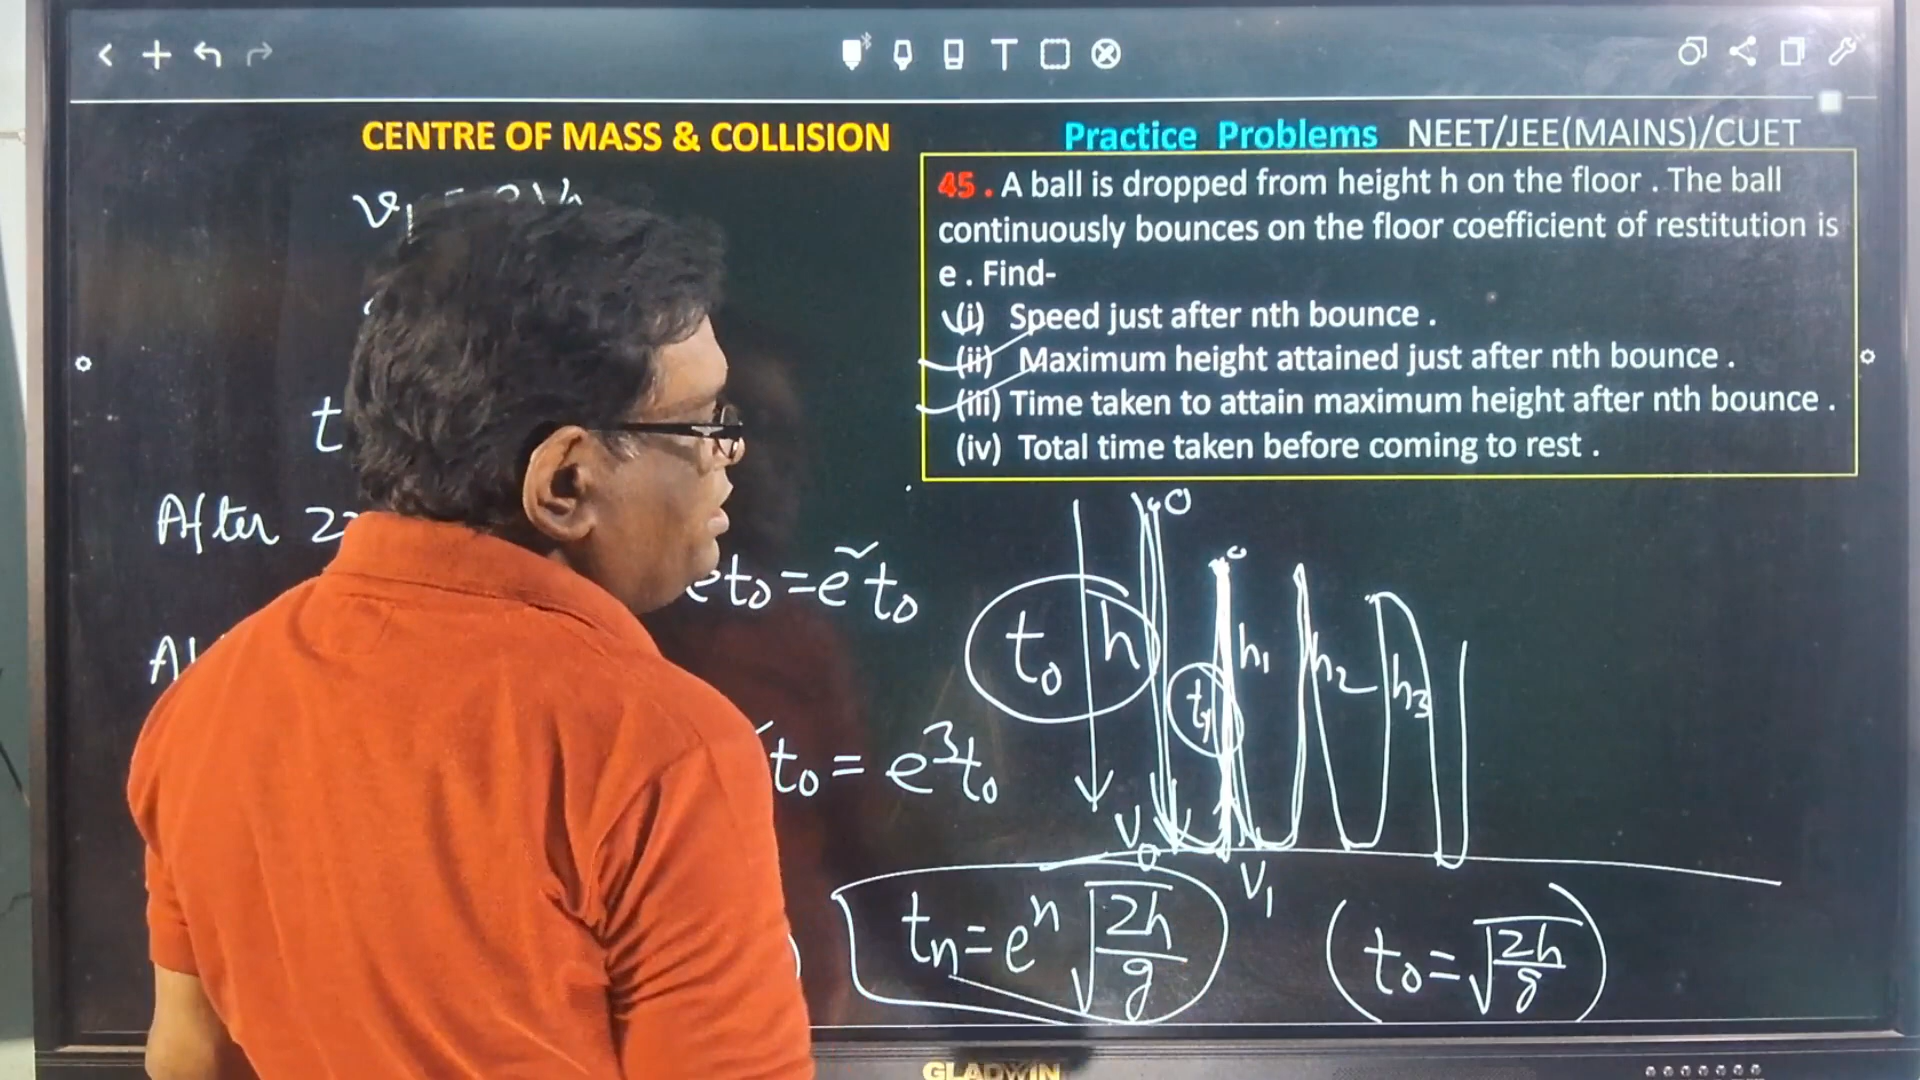 CENTRE OF MASS & COLLISION
Practice Problems NEET/JEE(MAINS)/CUET
45 . A ball is dropped from height h on the floor . The ball
continuously bounces on the floor coefficient of restitution is
e . Find-
(i) Speed just after nth bounce .
(ii) Maximum height attained just after nth bounce .
(iii) Time taken to attain maximum height after nth bounce .
(iv) Total time taken before coming to rest .
v₁
t
After
et₀ = e²t₀
t₀ = e³t₀
t₀ h
t₁ h₁ h₂ h₃
V₀
V₁
tₙ = eⁿ √(2h/g)
(t₀ = √(2h/g))
GLADWIN